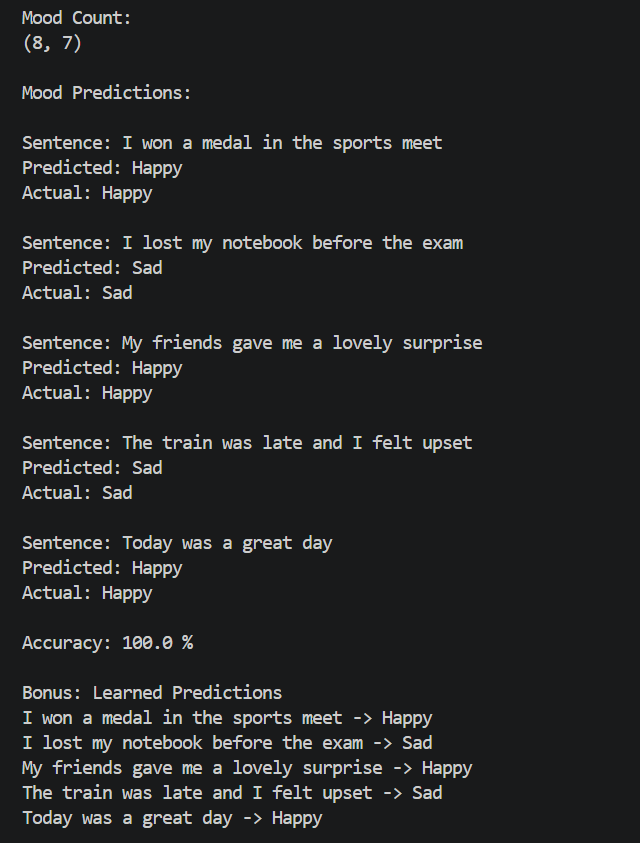 Mood Count:
(8, 7)
Mood Predictions:
Sentence: I won a medal in the sports meet
Predicted: Happy
Actual: Happy
Sentence: I lost my notebook before the exam
Predicted: Sad
Actual: Sad
Sentence: My friends gave me a lovely surprise
Predicted: Happy
Actual: Happy
Sentence: The train was late and I felt upset
Predicted: Sad
Actual: Sad
Sentence: Today was a great day
Predicted: Happy
Actual: Happy
Accuracy: 100.0 %
Bonus: Learned Predictions
I won a medal in the sports meet -> Happy
I lost my notebook before the exam -> Sad
My friends gave me a lovely surprise -> Happy
The train was late and I felt upset -> Sad
Today was a great day -> Happy